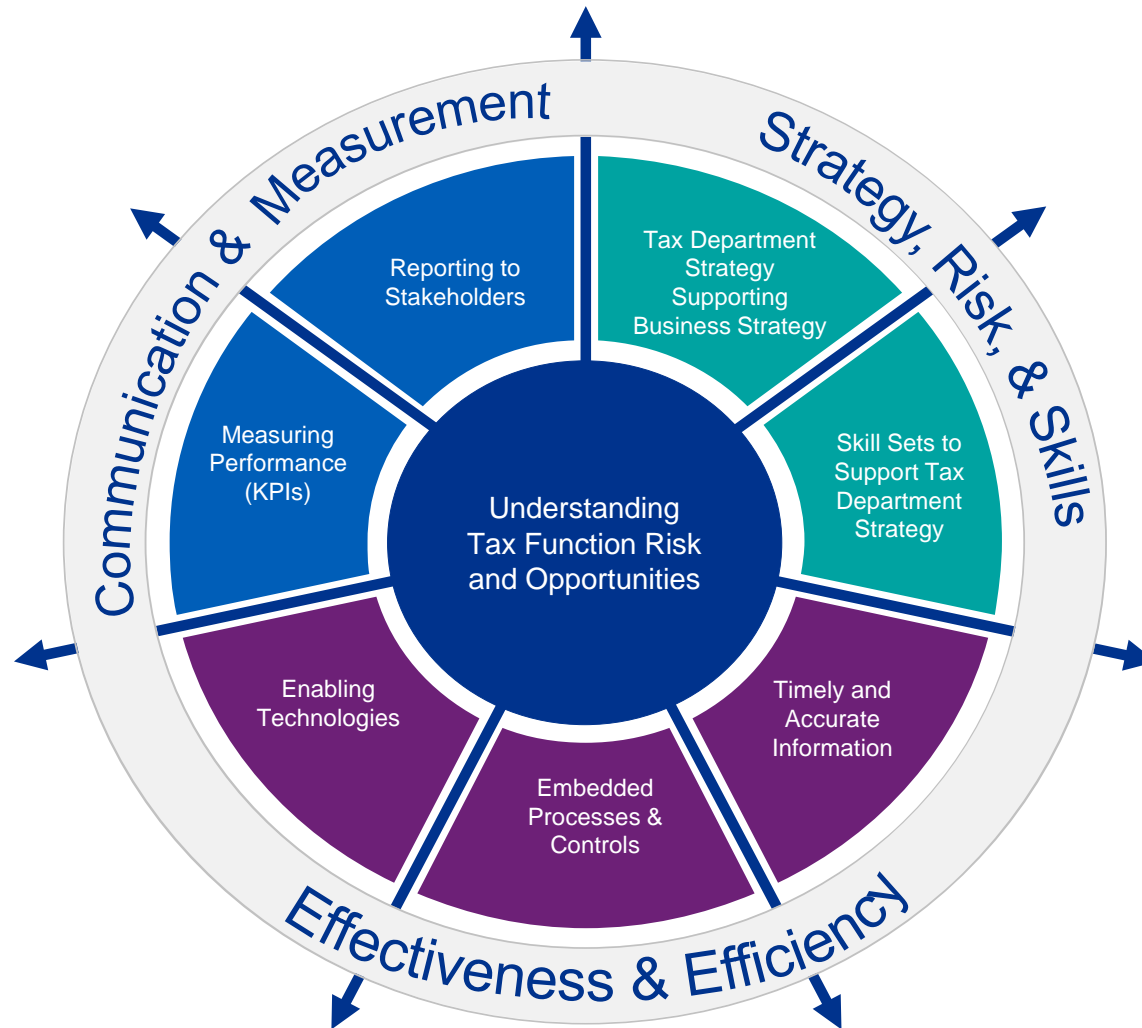 Communication & Measurement
Strategy, Risk, & Skills
Reporting to
Stakeholders
Tax Department
Strategy
Supporting
Business Strategy
Measuring
Performance
(KPIs)
Skill Sets to
Support Tax
Department
Strategy
Understanding
Tax Function Risk
and Opportunities
Enabling
Technologies
Timely and
Accurate
Information
Embedded
Processes &
Controls
Effectiveness & Efficiency